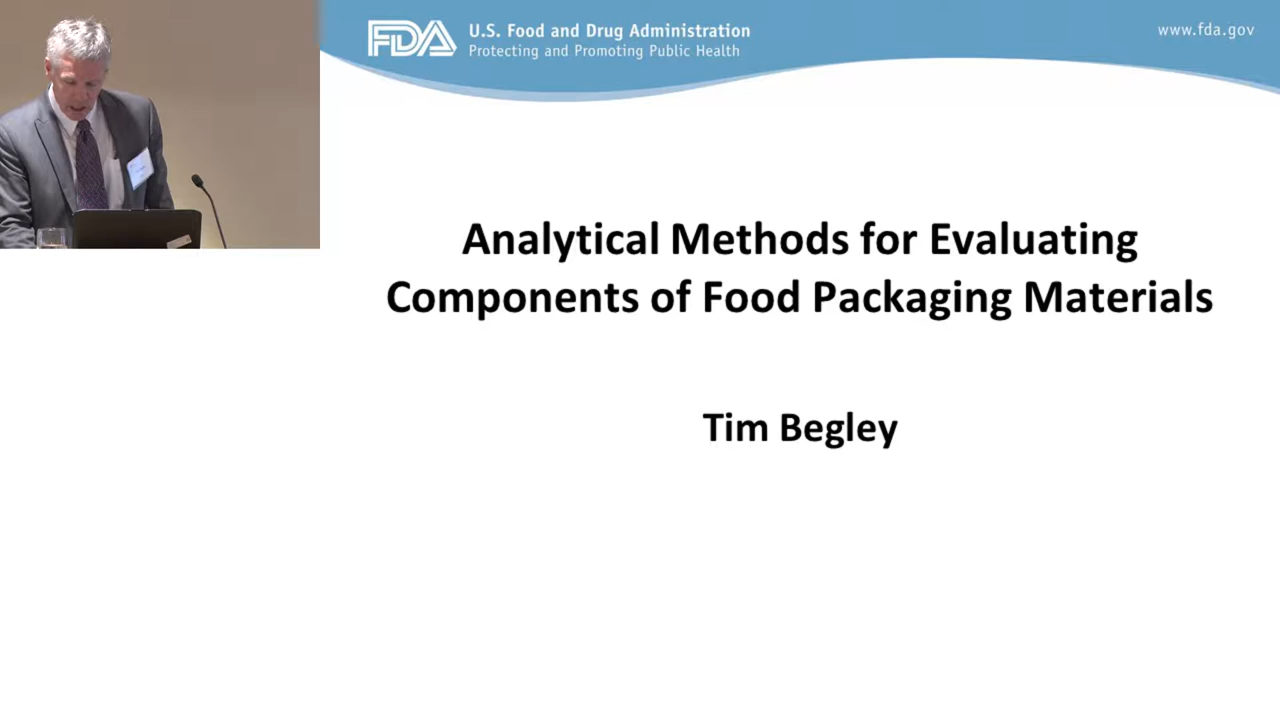 FDA
U.S. Food and Drug Administration
Protecting and Promoting Public Health
www.fda.gov
Analytical Methods for Evaluating
Components of Food Packaging Materials
Tim Begley